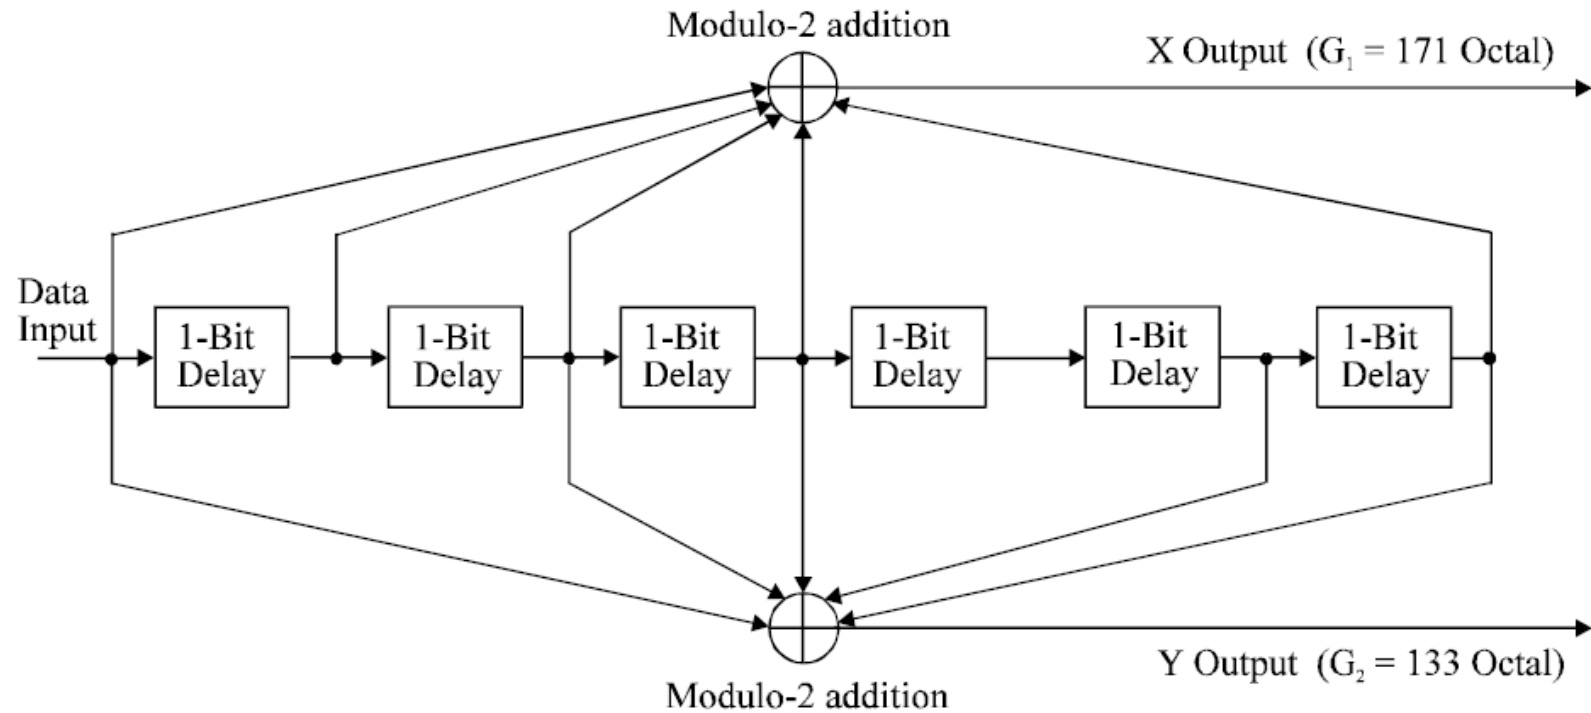 Modulo-2 addition
X Output (G₁ = 171 Octal)
Data
Input
1-Bit
Delay
1-Bit
Delay
1-Bit
Delay
1-Bit
Delay
1-Bit
Delay
1-Bit
Delay
Y Output (G₂ = 133 Octal)
Modulo-2 addition